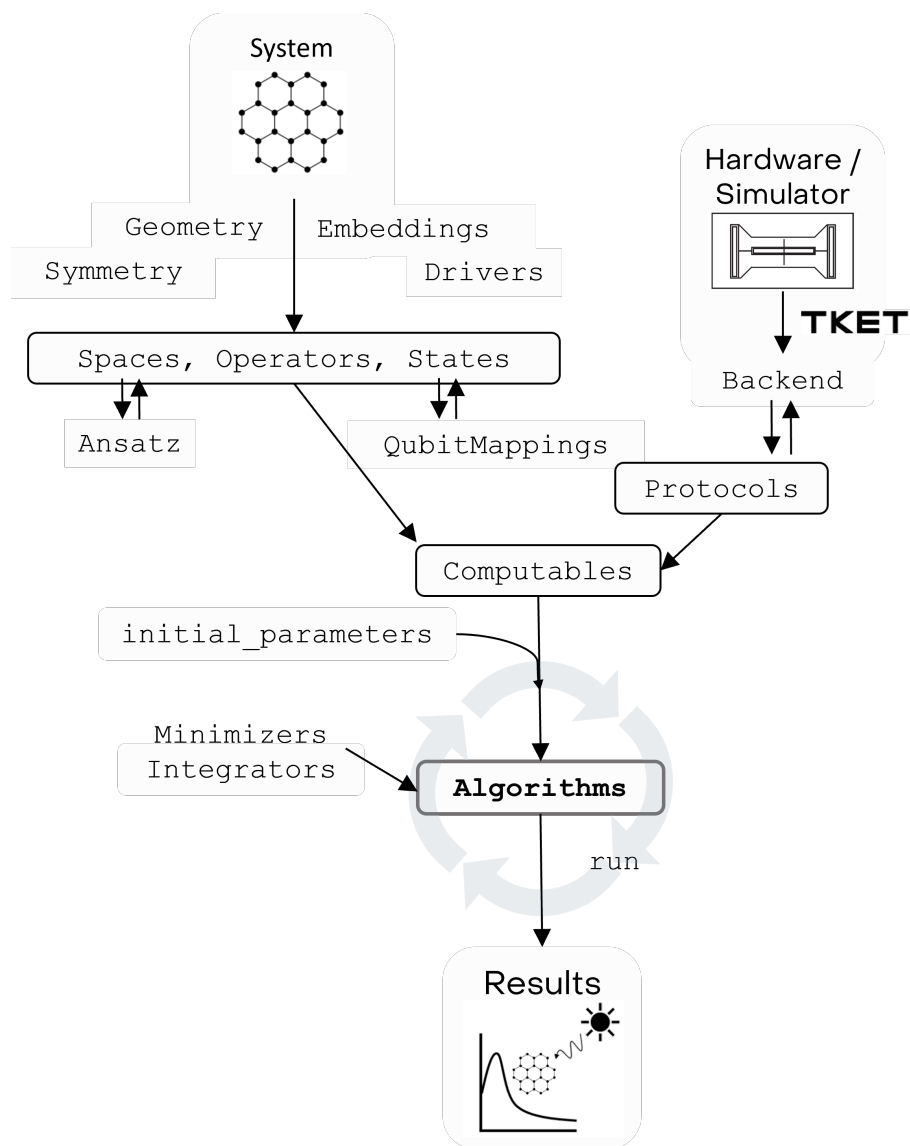 System
Hardware /
Simulator
Geometry
Embeddings
Symmetry
Drivers
TKET
Spaces, Operators, States
Backend
Ansatz
QubitMappings
Protocols
Computables
initial_parameters
Minimizers
Integrators
Algorithms
run
Results